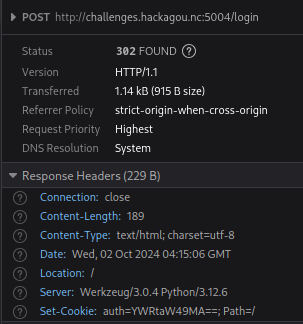 POST http://challenges.hackagou.nc:5004/login
Status 302 FOUND ?
Version HTTP/1.1
Transferred 1.14 kB (915 B size)
Referrer Policy strict-origin-when-cross-origin
Request Priority Highest
DNS Resolution System
Response Headers (229 B)
? Connection: close
? Content-Length: 189
? Content-Type: text/html; charset=utf-8
? Date: Wed, 02 Oct 2024 04:15:06 GMT
? Location: /
? Server: Werkzeug/3.0.4 Python/3.12.6
? Set-Cookie: auth=YWRtaW49MA==; Path=/